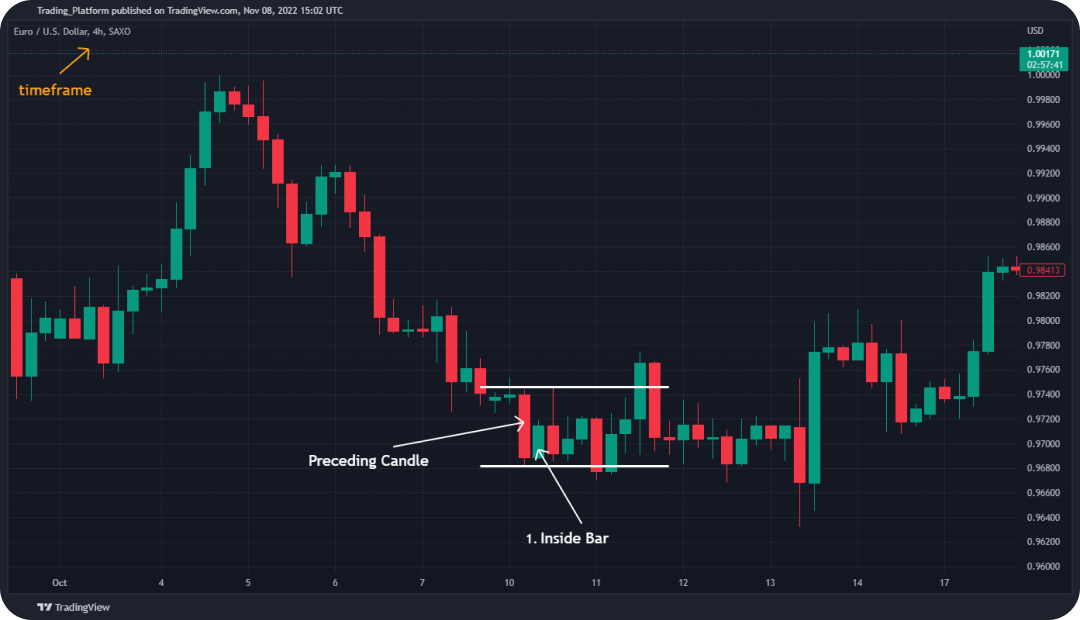 Trading_Platform published on TradingView.com, Nov 08, 2022 15:02 UTC
Euro / U.S. Dollar, 4h, SAXO
USD
1.00171
02:57:41
timeframe
1.00000
0.99800
0.99600
0.99400
0.99200
0.99000
0.98800
0.98600
0.98413
0.98200
0.98000
0.97800
0.97600
0.97400
0.97200
0.97000
0.96800
0.96600
0.96400
0.96200
0.96000
Preceding Candle
1. Inside Bar
Oct 4 5 6 7 10 11 12 13 14 17
TradingView